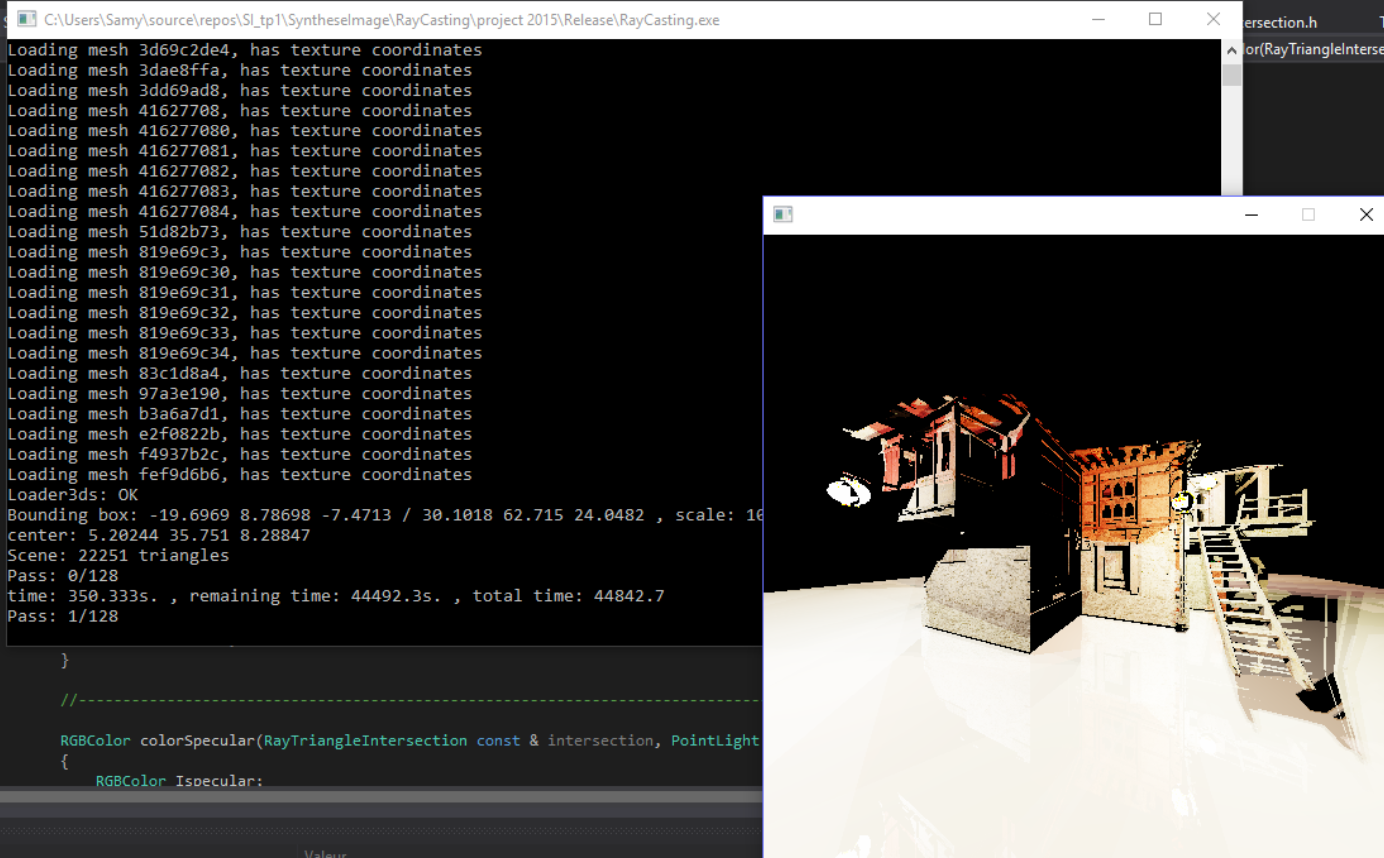 C:\Users\Samy\source\repos\SI_tp1\SyntheseImage\RayCasting\project 2015\Release\RayCasting.exe
ersection.h
or(RayTriangleInterse
Loading mesh 3d69c2de4, has texture coordinates
Loading mesh 3dae8ffa, has texture coordinates
Loading mesh 3dd69ad8, has texture coordinates
Loading mesh 41627708, has texture coordinates
Loading mesh 416277080, has texture coordinates
Loading mesh 416277081, has texture coordinates
Loading mesh 416277082, has texture coordinates
Loading mesh 416277083, has texture coordinates
Loading mesh 416277084, has texture coordinates
Loading mesh 51d82b73, has texture coordinates
Loading mesh 819e69c3, has texture coordinates
Loading mesh 819e69c30, has texture coordinates
Loading mesh 819e69c31, has texture coordinates
Loading mesh 819e69c32, has texture coordinates
Loading mesh 819e69c33, has texture coordinates
Loading mesh 819e69c34, has texture coordinates
Loading mesh 83c1d8a4, has texture coordinates
Loading mesh 97a3e190, has texture coordinates
Loading mesh b3a6a7d1, has texture coordinates
Loading mesh e2f0822b, has texture coordinates
Loading mesh f4937b2c, has texture coordinates
Loading mesh fef9d6b6, has texture coordinates
Loader3ds: OK
Bounding box: -19.6969 8.78698 -7.4713 / 30.1018 62.715 24.0482 , scale: 10
center: 5.20244 35.751 8.28847
Scene: 22251 triangles
Pass: 0/128
time: 350.333s. , remaining time: 44492.3s. , total time: 44842.7
Pass: 1/128
}
//--------------------------------------------------------------------------------
RGBColor colorSpecular(RayTriangleIntersection const & intersection, PointLight
{
RGBColor Ispecular;
Valeur